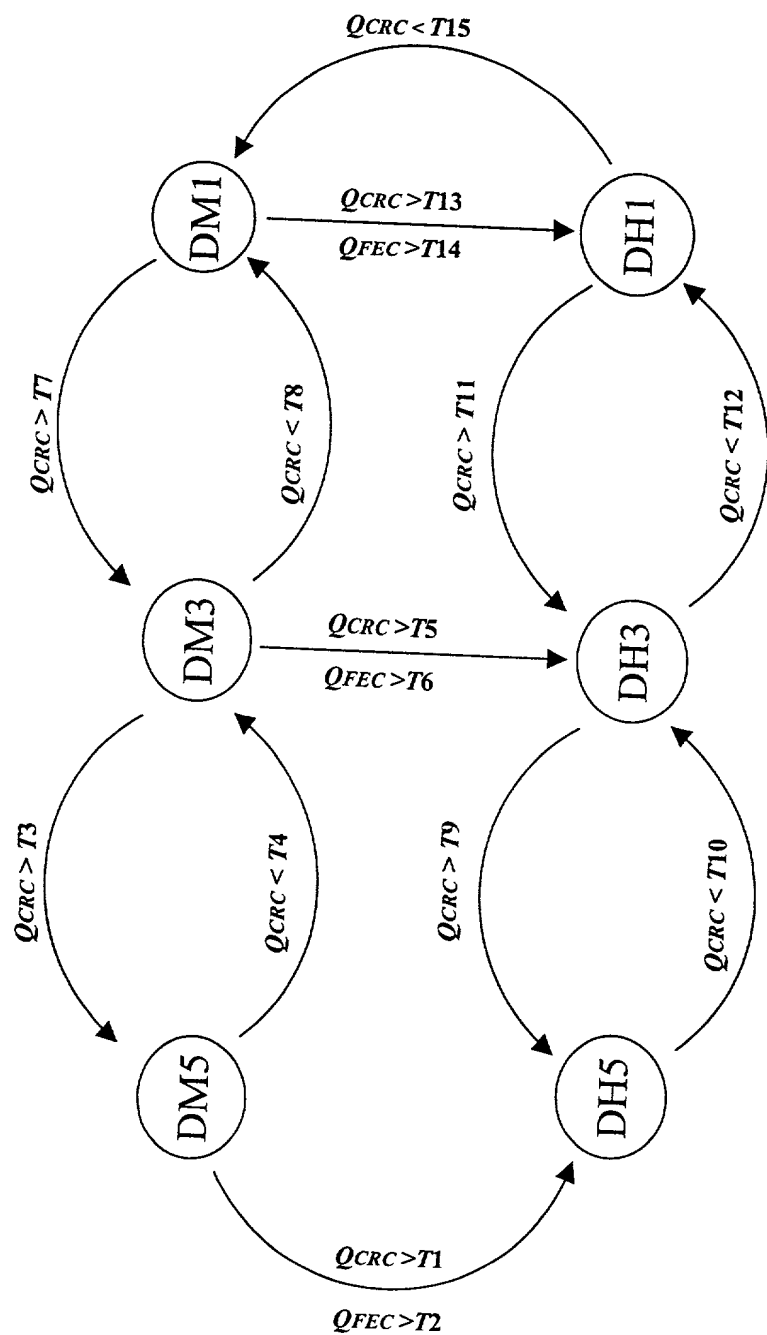 QCRC < T15
DM1
QCRC >T13
QFEC >T14
DH1
QCRC > T7
QCRC < T8
QCRC > T11
QCRC < T12
DM3
QCRC >T5
QFEC >T6
DH3
QCRC > T3
QCRC < T4
QCRC > T9
QCRC < T10
DM5
DH5
QCRC >T1
QFEC >T2